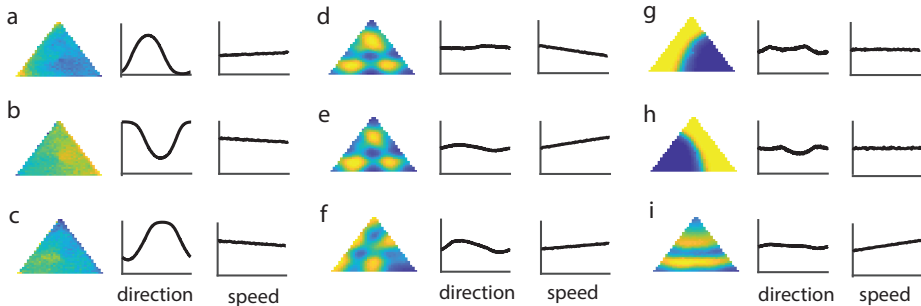 a
d
g
b
e
h
c
f
i
direction speed direction speed direction speed